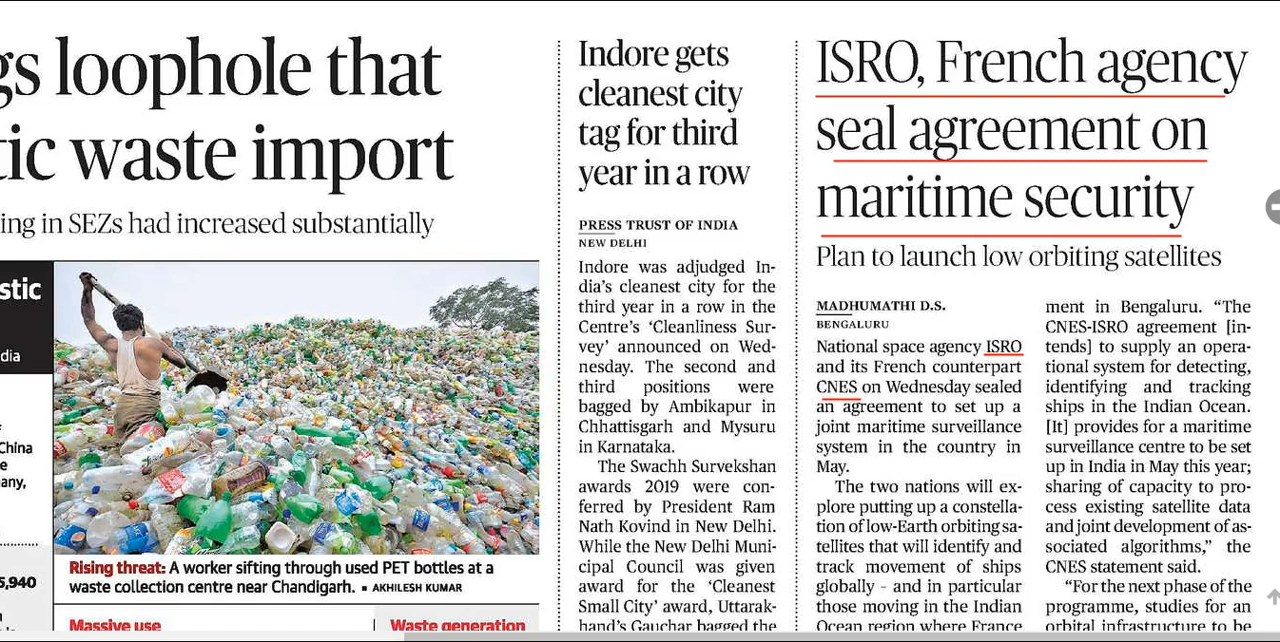 gs loophole that
tic waste import
ing in SEZs had increased substantially
stic
dia
China
e
any,
5,940
Rising threat: A worker sifting through used PET bottles at a
waste collection centre near Chandigarh. ▪ AKHILESH KUMAR
Massive use
Waste generation
Indore gets
cleanest city
tag for third
year in a row
PRESS TRUST OF INDIA
NEW DELHI
Indore was adjudged In-
dia's cleanest city for the
third year in a row in the
Centre's 'Cleanliness Sur-
vey' announced on Wed-
nesday. The second and
third positions were
bagged by Ambikapur in
Chhattisgarh and Mysuru
in Karnataka.
The Swachh Survekshan
awards 2019 were con-
ferred by President Ram
Nath Kovind in New Delhi.
While the New Delhi Muni-
cipal Council was given
award for the 'Cleanest
Small City' award, Uttarak-
hand's Gauchar bagged the
ISRO, French agency
seal agreement on
maritime security
Plan to launch low orbiting satellites
MADHUMATHI D.S.
BENGALURU
National space agency ISRO
and its French counterpart
CNES on Wednesday sealed
an agreement to set up a
joint maritime surveillance
system in the country in
May.
The two nations will ex-
plore putting up a constella-
tion of low-Earth orbiting sa-
tellites that will identify and
track movement of ships
globally - and in particular
those moving in the Indian
Ocean region where France
ment in Bengaluru. "The
CNES-ISRO agreement [in-
tends] to supply an opera-
tional system for detecting,
identifying and tracking
ships in the Indian Ocean.
[It] provides for a maritime
surveillance centre to be set
up in India in May this year;
sharing of capacity to pro-
cess existing satellite data
and joint development of as-
sociated algorithms," the
CNES statement said.
"For the next phase of the
programme, studies for an
orbital infrastructure to be